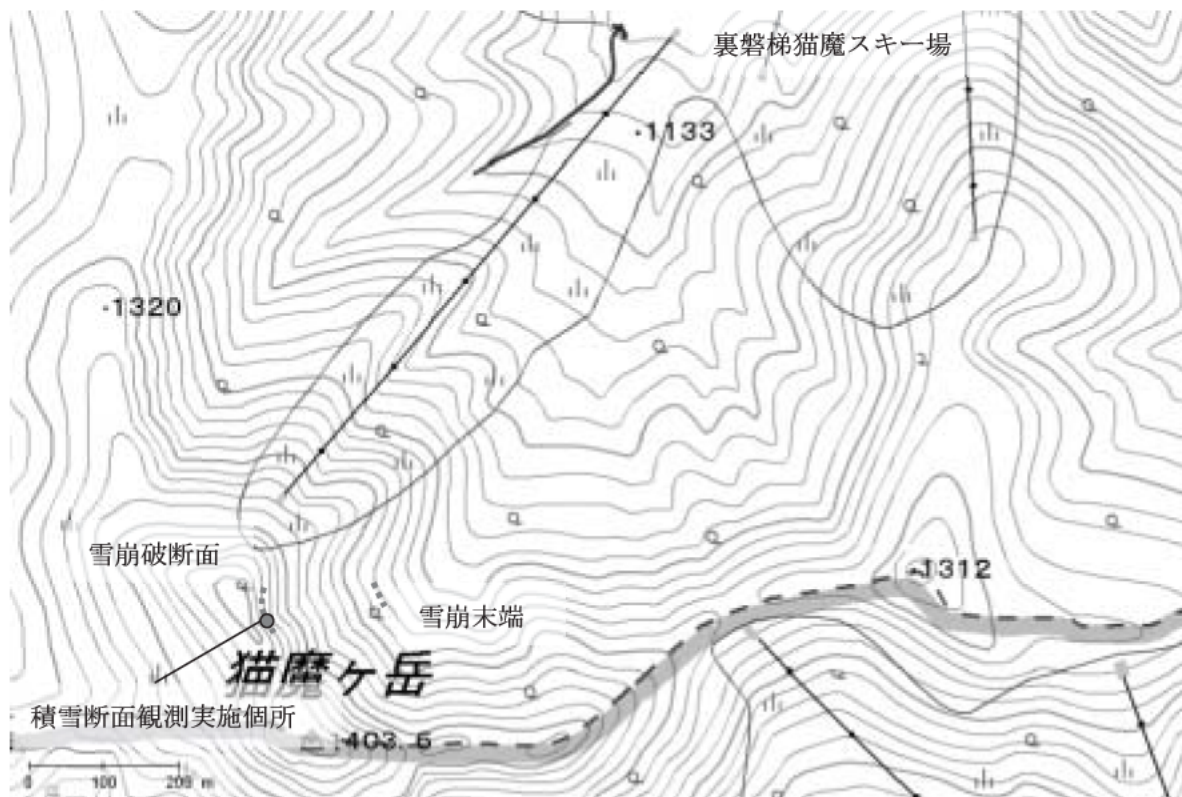 裏磐梯猫魔スキー場
・1133
・1320
雪崩破断面
・1312
雪崩末端
猫魔ヶ岳
積雪断面観測実施個所
403.6
0 100 200 m